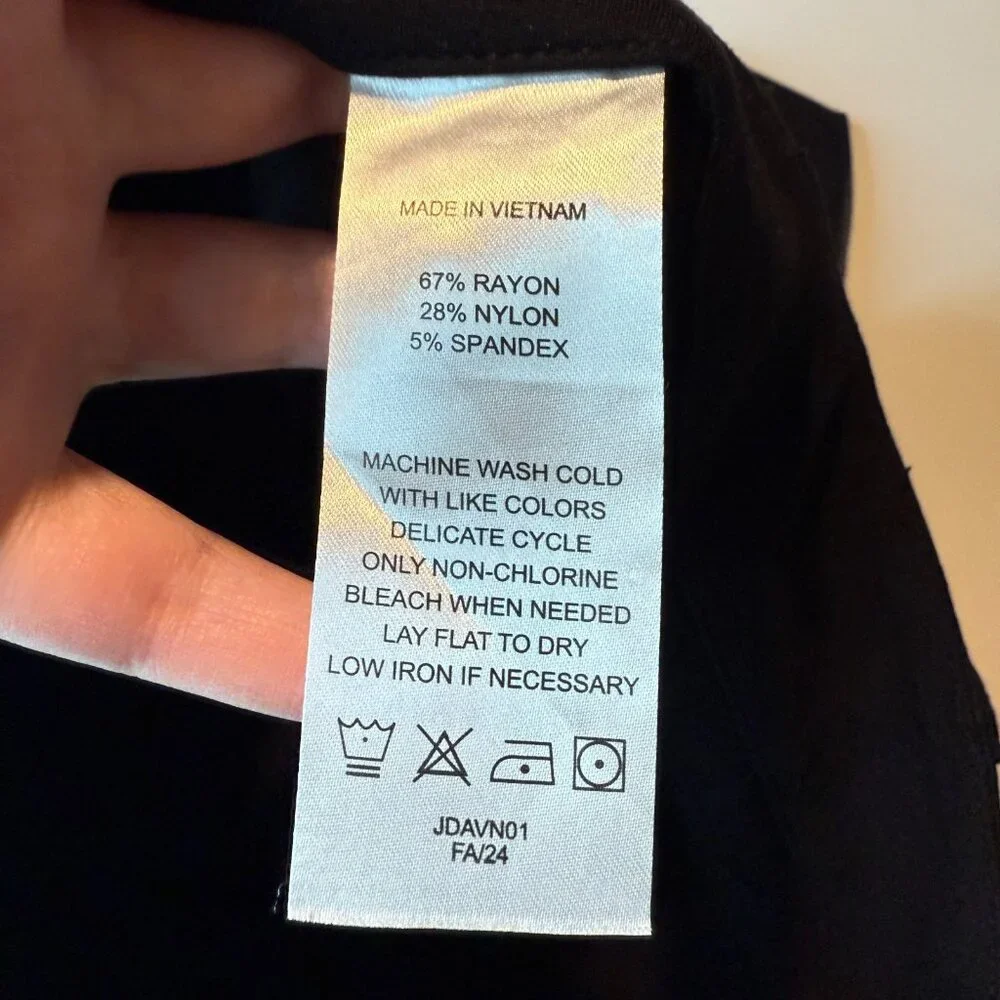 MADE IN VIETNAM
67% RAYON
28% NYLON
5% SPANDEX
MACHINE WASH COLD
WITH LIKE COLORS
DELICATE CYCLE
ONLY NON-CHLORINE
BLEACH WHEN NEEDED
LAY FLAT TO DRY
LOW IRON IF NECESSARY
JDAVN01
FA/24